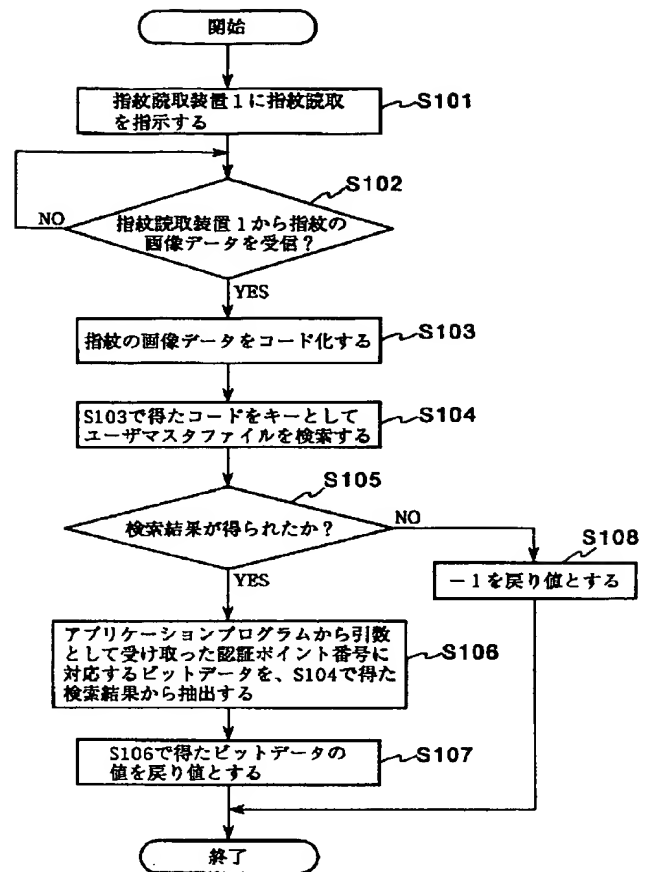 開始
指紋読取装置1に指紋読取
を指示する
S101
S102
NO
指紋読取装置1から指紋の
画像データを受信?
YES
指紋の画像データをコード化する
S103
S103で得たコードをキーとして
ユーザマスタファイルを検索する
S104
S105
検索結果が得られたか?
NO
YES
S108
-1を戻り値とする
アプリケーションプログラムから引数
として受け取った認証ポイント番号に
対応するビットデータを、S104で得た
検索結果から抽出する
S106
S106で得たビットデータの
値を戻り値とする
S107
終了